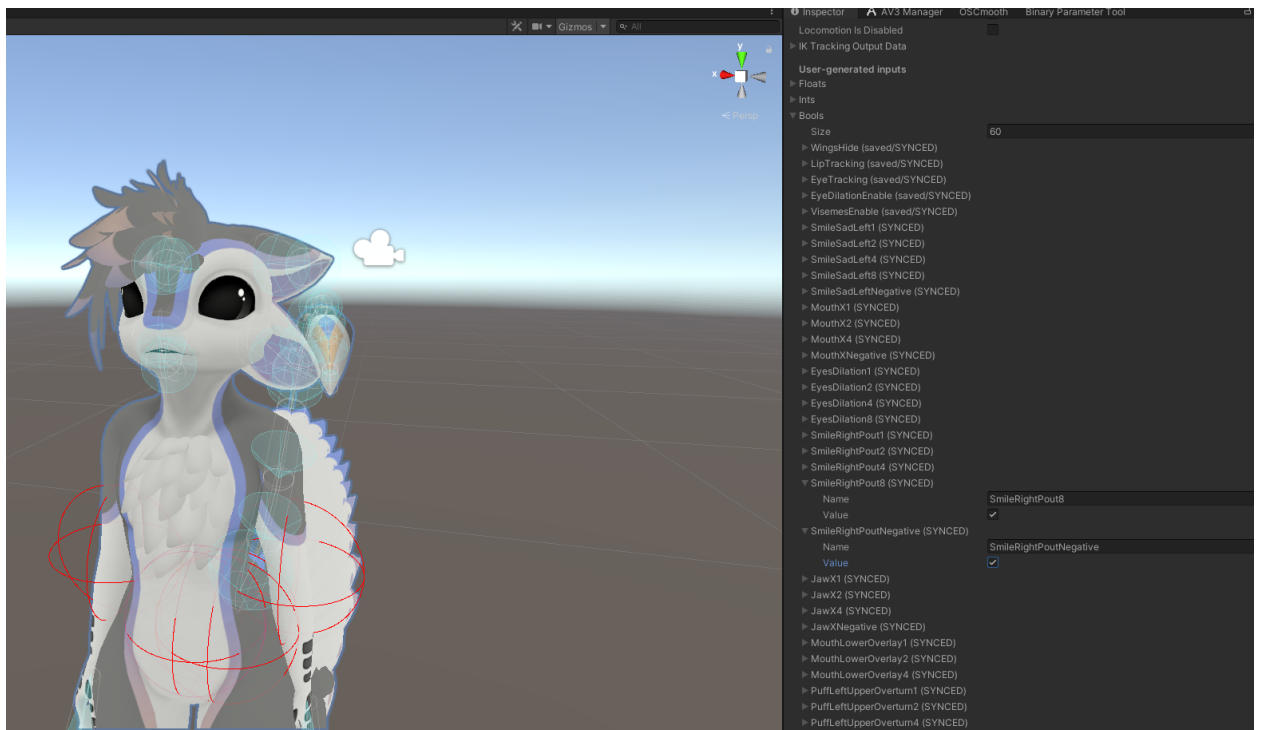 Inspector AV3 Manager OSCmooth Binary Parameter Tool
Gizmos All
Locomotion Is Disabled
IK Tracking Output Data
y
x
Persp
User-generated inputs
Floats
Ints
Bools
Size 60
WingsHide (saved/SYNCED)
LipTracking (saved/SYNCED)
EyeTracking (saved/SYNCED)
EyeDilationEnable (saved/SYNCED)
VisemesEnable (saved/SYNCED)
SmileSadLeft1 (SYNCED)
SmileSadLeft2 (SYNCED)
SmileSadLeft4 (SYNCED)
SmileSadLeft8 (SYNCED)
SmileSadLeftNegative (SYNCED)
MouthX1 (SYNCED)
MouthX2 (SYNCED)
MouthX4 (SYNCED)
MouthXNegative (SYNCED)
EyesDilation1 (SYNCED)
EyesDilation2 (SYNCED)
EyesDilation4 (SYNCED)
EyesDilation8 (SYNCED)
SmileRightPout1 (SYNCED)
SmileRightPout2 (SYNCED)
SmileRightPout4 (SYNCED)
SmileRightPout8 (SYNCED)
Name SmileRightPout8
Value
SmileRightPoutNegative (SYNCED)
Name SmileRightPoutNegative
Value
JawX1 (SYNCED)
JawX2 (SYNCED)
JawX4 (SYNCED)
JawXNegative (SYNCED)
MouthLowerOverlay1 (SYNCED)
MouthLowerOverlay2 (SYNCED)
MouthLowerOverlay4 (SYNCED)
PuffLeftUpperOverturn1 (SYNCED)
PuffLeftUpperOverturn2 (SYNCED)
PuffLeftUpperOverturn4 (SYNCED)